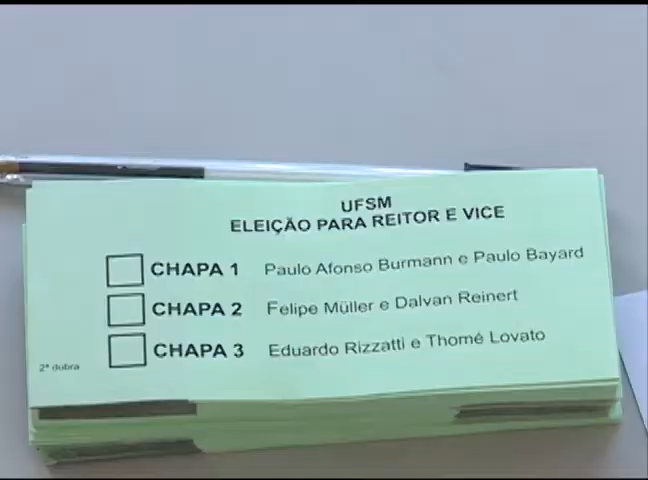 UFSM
ELEIÇÃO PARA REITOR E VICE
CHAPA 1 Paulo Afonso Burmann e Paulo Bayard
CHAPA 2 Felipe Müller e Dalvan Reinert
CHAPA 3 Eduardo Rizzatti e Thomé Lovato
2ª dobra